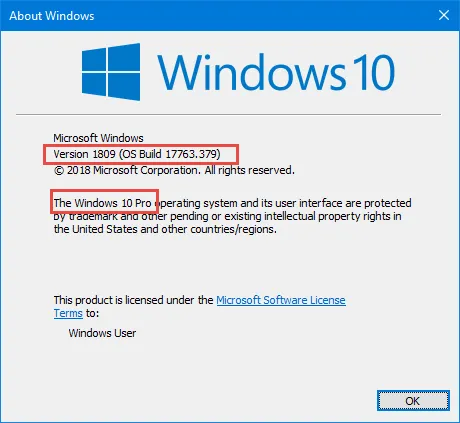 About Windows
Windows 10
Microsoft Windows
Version 1809 (OS Build 17763.379)
© 2018 Microsoft Corporation. All rights reserved.
The Windows 10 Pro operating system and its user interface are protected
by trademark and other pending or existing intellectual property rights in
the United States and other countries/regions.
This product is licensed under the Microsoft Software License
Terms to:
Windows User
OK